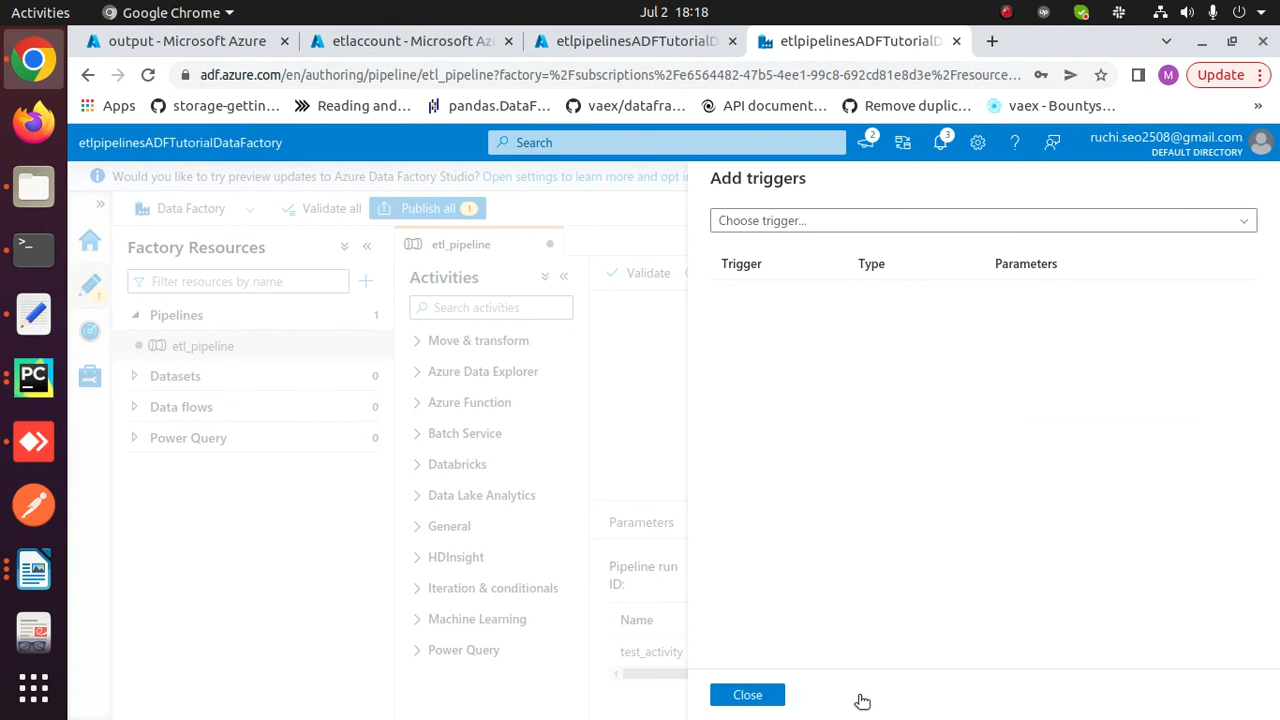 Activities
Google Chrome
Jul 2 18:18
output - Microsoft Azure
etlaccount - Microsoft Az
etlpipelinesADFTutorialD
etlpipelinesADFTutorialD
adf.azure.com/en/authoring/pipeline/etl_pipeline?factory=%2Fsubscriptions%2Fe6564484-47b5-4ee1-99c8-692cd81e8d3e%2Fresource...
M
Update
Apps
storage-getting...
Reading and...
pandas.DataF...
vaex/datafra...
API document...
Remove duplic...
vaex - Bountys...
»
etlpipelinesADFTutorialDataFactory
Search
2
3
ruchi.seo2508@gmail.com
DEFAULT DIRECTORY
Would you like to try preview updates to Azure Data Factory Studio? Open settings to learn more and opt i
Data Factory
Validate all
Publish all 1
Factory Resources
Filter resources by name
Pipelines 1
etl_pipeline
Datasets 0
Data flows 0
Power Query 0
etl_pipeline
Activities
Search activities
Move & transform
Azure Data Explorer
Azure Function
Batch Service
Databricks
Data Lake Analytics
General
HDInsight
Iteration & conditionals
Machine Learning
Power Query
Validate
Parameters
Pipeline run
ID:
Name
test_activity
Add triggers
Choose trigger...
Trigger Type Parameters
Close